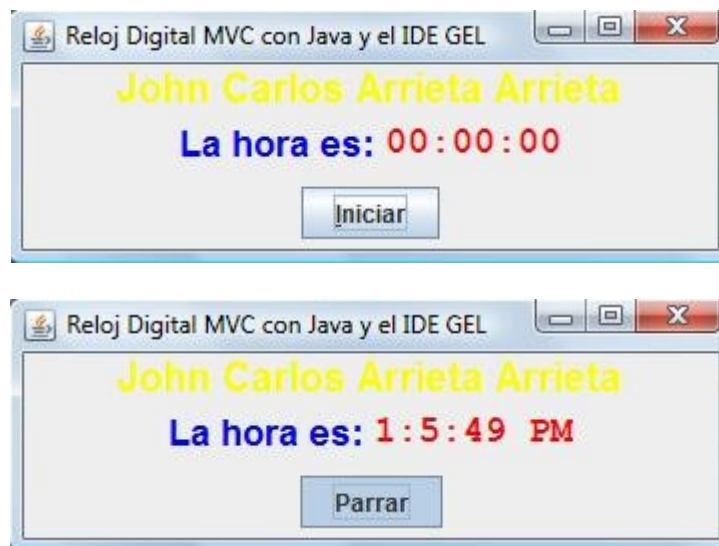 Reloj Digital MVC con Java y el IDE GEL
John Carlos Arrieta Arrieta
La hora es: 00:00:00
Iniciar
Reloj Digital MVC con Java y el IDE GEL
John Carlos Arrieta Arrieta
La hora es: 1:5:49 PM
Parrar